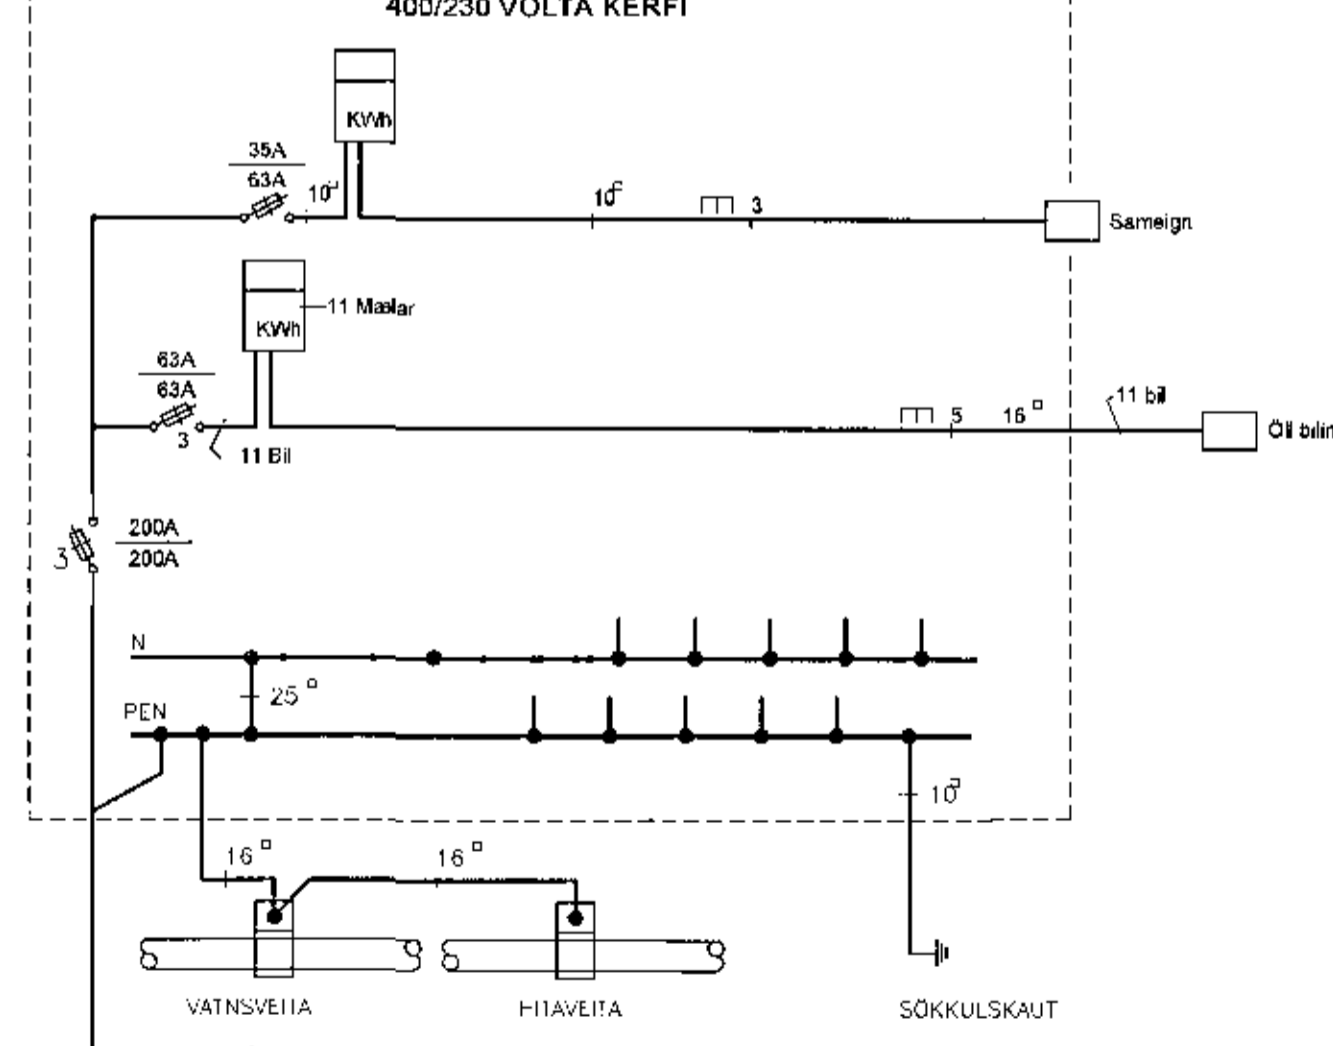 400/230 VOLTA KERFI
KWh
35A
63A
10
10
3
Sameign
KWh
11 Mælar
63A
63A
3
11 Bil
5
16
11 bil
Öll bilin
3
200A
200A
N
25
PEN
10
16
16
VATNSVEITA
HITAVEITA
SÖKKULSKAUT